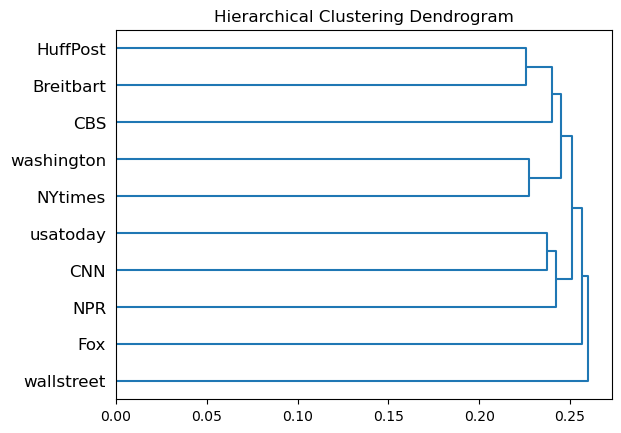 Hierarchical Clustering Dendrogram
HuffPost
Breitbart
CBS
washington
NYtimes
usatoday
CNN
NPR
Fox
wallstreet
0.00 0.05 0.10 0.15 0.20 0.25